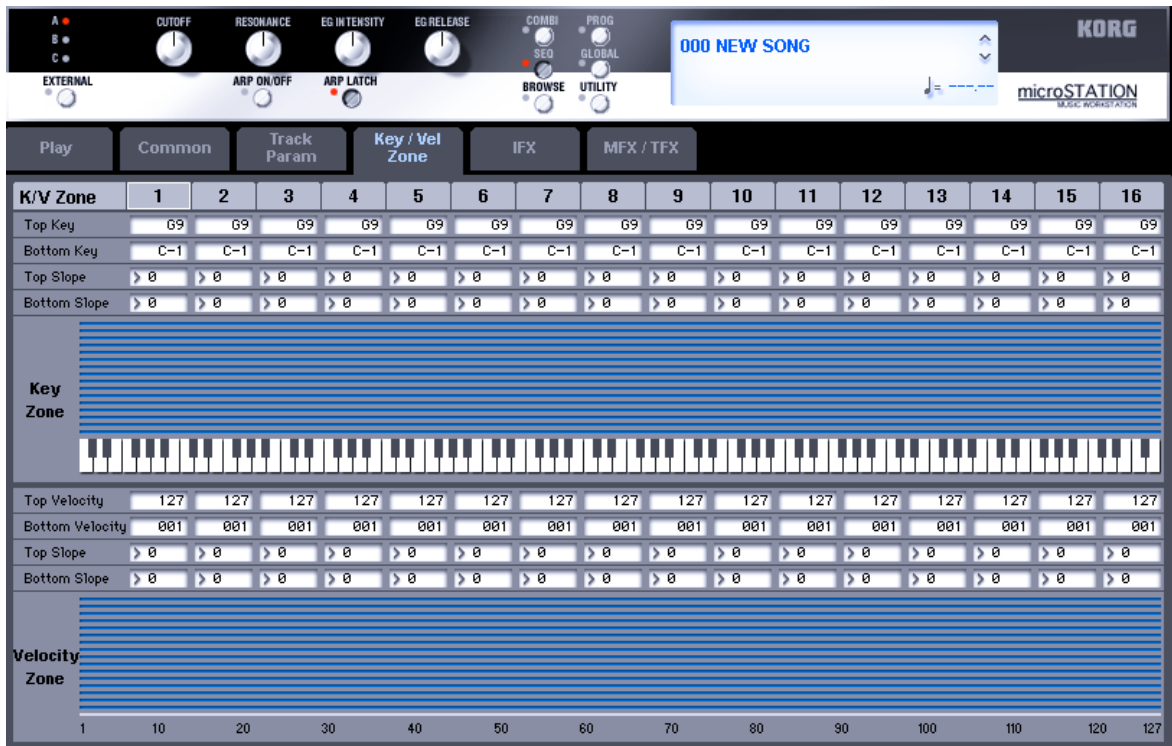 A CUTOFF RESONANCE EG INTENSITY EG RELEASE COMBI PROG KORG
B
C SEQ GLOBAL
000 NEW SONG
EXTERNAL ARP ON/OFF ARP LATCH BROWSE UTILITY
♩= ---.-- microSTATION
MUSIC WORKSTATION
Play Common Track Param Key / Vel Zone IFX MFX / TFX
K/V Zone 1 2 3 4 5 6 7 8 9 10 11 12 13 14 15 16
Top Key G9 G9 G9 G9 G9 G9 G9 G9 G9 G9 G9 G9 G9 G9 G9 G9
Bottom Key C-1 C-1 C-1 C-1 C-1 C-1 C-1 C-1 C-1 C-1 C-1 C-1 C-1 C-1 C-1 C-1
Top Slope 0 0 0 0 0 0 0 0 0 0 0 0 0 0 0 0
Bottom Slope 0 0 0 0 0 0 0 0 0 0 0 0 0 0 0 0
Key
Zone
Top Velocity 127 127 127 127 127 127 127 127 127 127 127 127 127 127 127 127
Bottom Velocity 001 001 001 001 001 001 001 001 001 001 001 001 001 001 001 001
Top Slope 0 0 0 0 0 0 0 0 0 0 0 0 0 0 0 0
Bottom Slope 0 0 0 0 0 0 0 0 0 0 0 0 0 0 0 0
Velocity
Zone
1 10 20 30 40 50 60 70 80 90 100 110 120 127